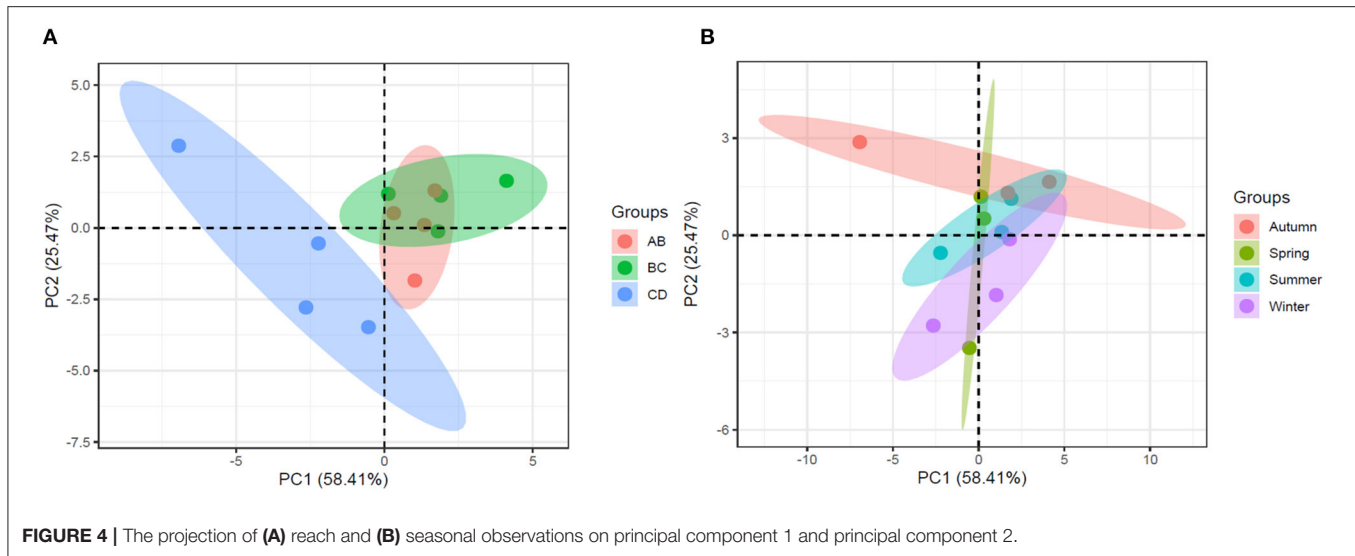 A
5.0
2.5
0.0
-2.5
-5.0
-7.5
PC2 (25.47%)
-5
0
5
PC1 (58.41%)
Groups
AB
BC
CD
B
3
0
-3
-6
PC2 (25.47%)
-10
-5
0
5
10
PC1 (58.41%)
Groups
Autumn
Spring
Summer
Winter
FIGURE 4 | The projection of (A) reach and (B) seasonal observations on principal component 1 and principal component 2.